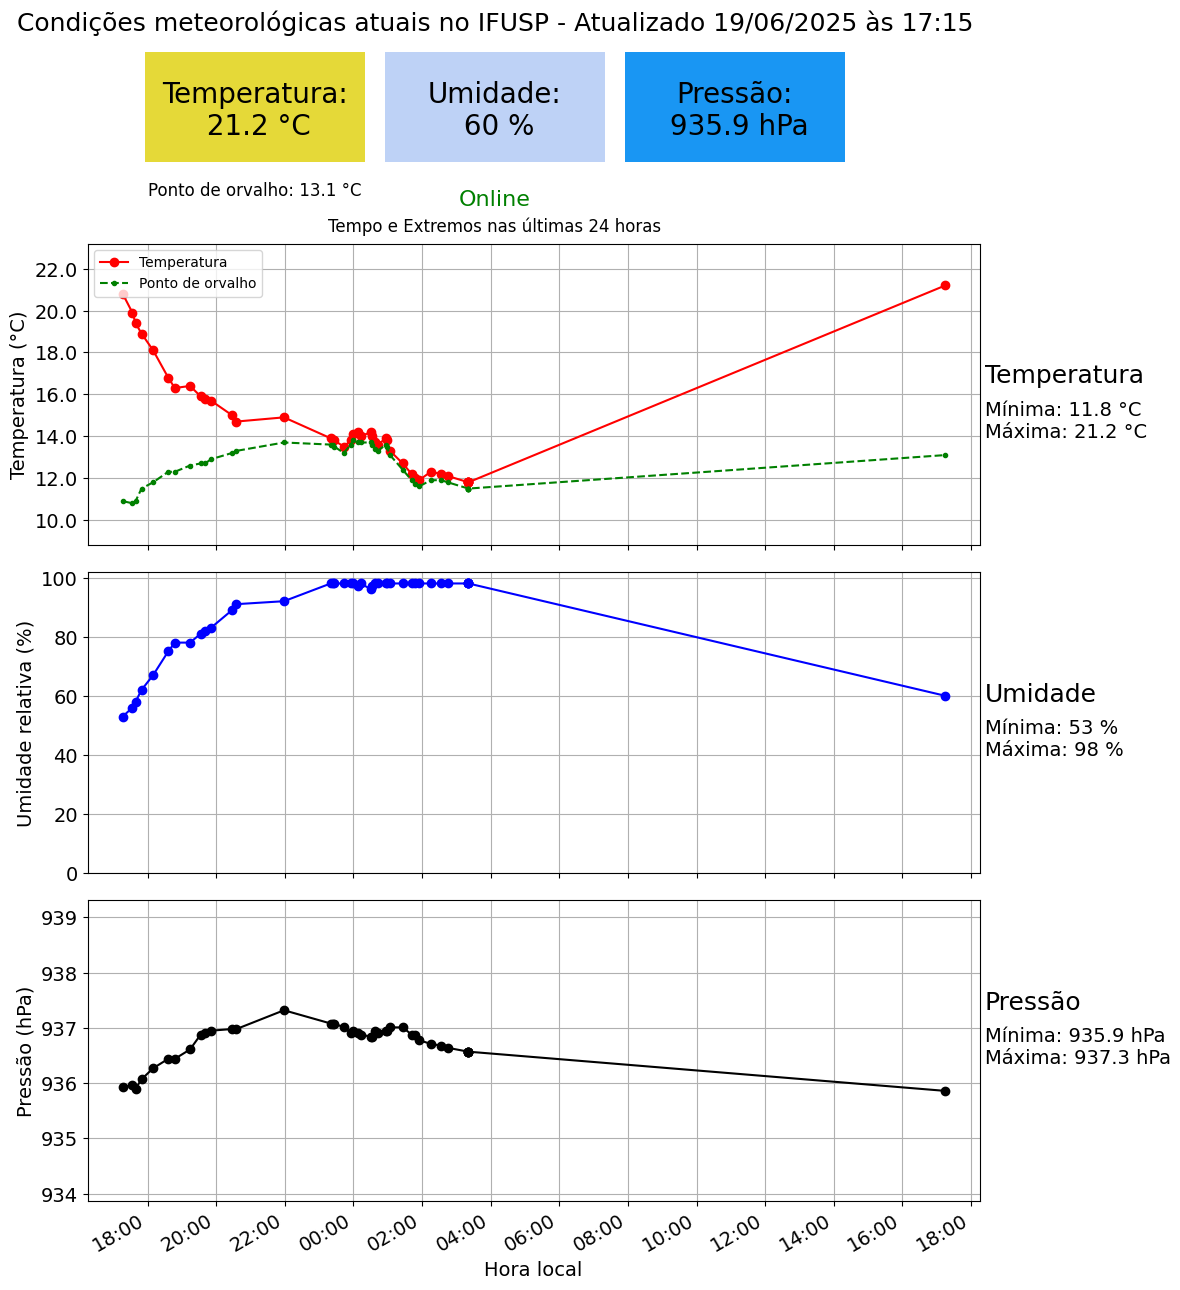 Condições meteorológicas atuais no IFUSP - Atualizado 19/06/2025 às 17:15
Temperatura:
21.2 °C
Umidade:
60 %
Pressão:
935.9 hPa
Ponto de orvalho: 13.1 °C
Online
Tempo e Extremos nas últimas 24 horas
Temperatura (°C)
22.0
20.0
18.0
16.0
14.0
12.0
10.0
Temperatura
Ponto de orvalho
Temperatura
Mínima: 11.8 °C
Máxima: 21.2 °C
Umidade relativa (%)
100
80
60
40
20
0
Umidade
Mínima: 53 %
Máxima: 98 %
Pressão (hPa)
939
938
937
936
935
934
Pressão
Mínima: 935.9 hPa
Máxima: 937.3 hPa
18:00
20:00
22:00
00:00
02:00
04:00
06:00
08:00
10:00
12:00
14:00
16:00
18:00
Hora local